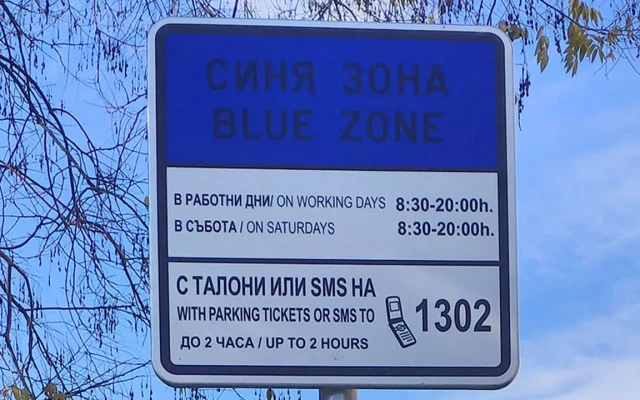 СИНЯ ЗОНА
BLUE ZONE
В РАБОТНИ ДНИ/ ON WORKING DAYS 8:30-20:00h.
В СЪБОТА / ON SATURDAYS 8:30-20:00h.
С ТАЛОНИ ИЛИ SMS НА
WITH PARKING TICKETS OR SMS TO 1302
ДО 2 ЧАСА / UP TO 2 HOURS